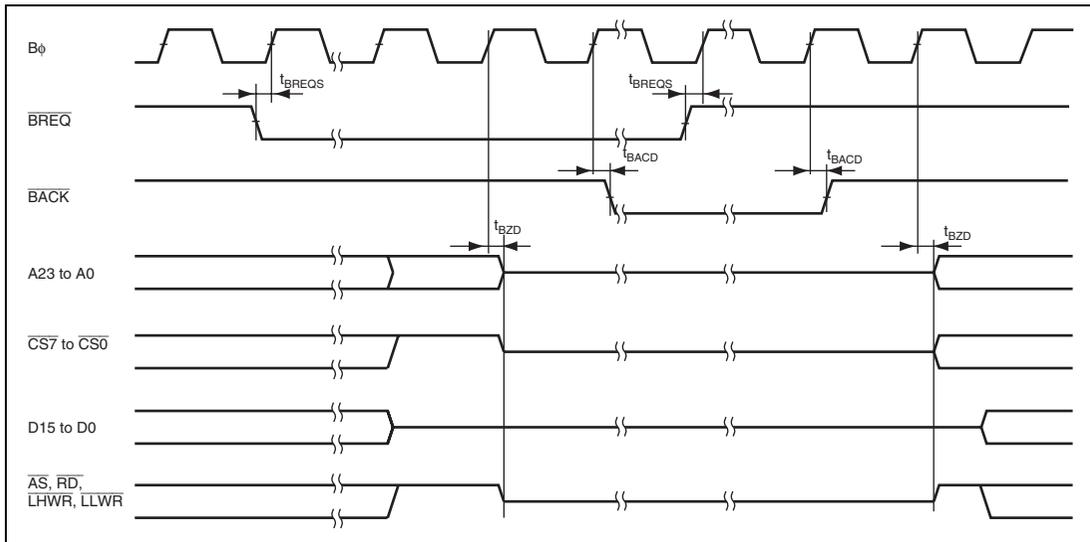 Bϕ
tBREQS
tBREQS
BREQ
tBACD
tBACD
BACK
tBZD
tBZD
A23 to A0
CS7 to CS0
D15 to D0
AS, RD,
LHWR, LLWR